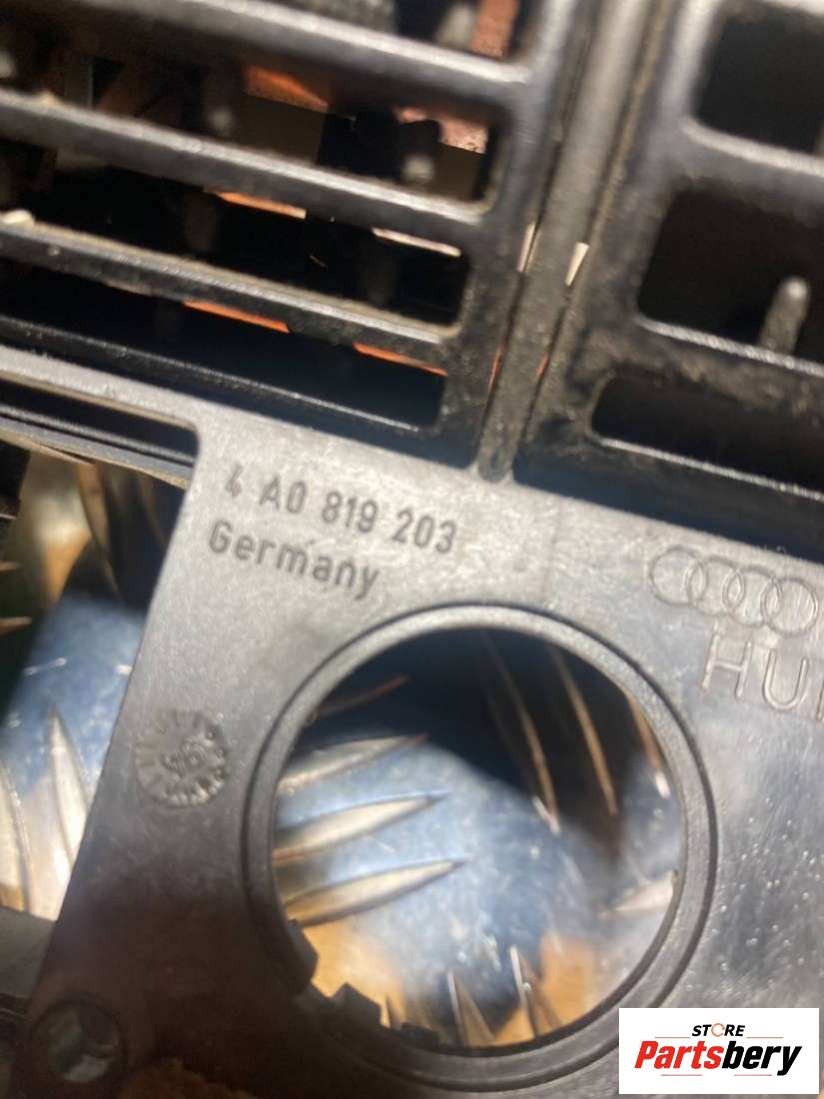 4 A0 819 203
Germany
HU
STORE
Partsbery